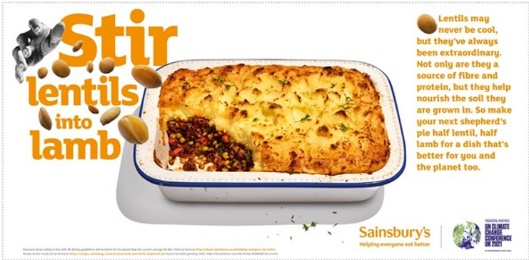 Stir
lentils
into
lamb
Lentils may
never be cool,
but they've always
been extraordinary.
Not only are they a
source of fibre and
protein, but they help
nourish the soil they
are grown in. So make
your next shepherd's
pie half lentil, half
lamb for a dish that's
better for you and
the planet too.
Sainsbury's
Helping everyone eat better
PRINCIPAL PARTNER
UN CLIMATE
CHANGE
CONFERENCE
UK 2021